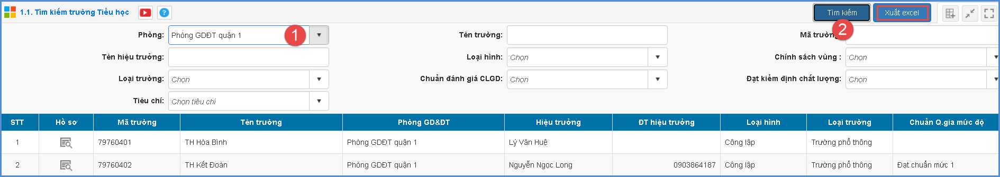 1.1. Tìm kiếm trường Tiểu học ? Tìm kiếm Xuất excel
Phòng: Phòng GDĐT quận 1 1 Tên trường: Mã trường 2
Tên hiệu trưởng: Loại hình: Chọn Chính sách vùng : Chọn
Loại trường: Chọn Chuẩn đánh giá CLGD: Chọn Đạt kiểm định chất lượng: Chọn
Tiêu chí: Chọn tiêu chí
STT Hồ sơ Mã trường Tên trường Phòng GD&ĐT Hiệu trưởng ĐT hiệu trưởng Loại hình Loại trường Chuẩn Q.gia mức độ
1 79760401 TH Hòa Bình Phòng GDĐT quận 1 Lý Văn Huệ Công lập Trường phổ thông
2 79760402 TH Kết Đoàn Phòng GDĐT quận 1 Nguyễn Ngọc Long 0903864187 Công lập Trường phổ thông Đạt chuẩn mức 1